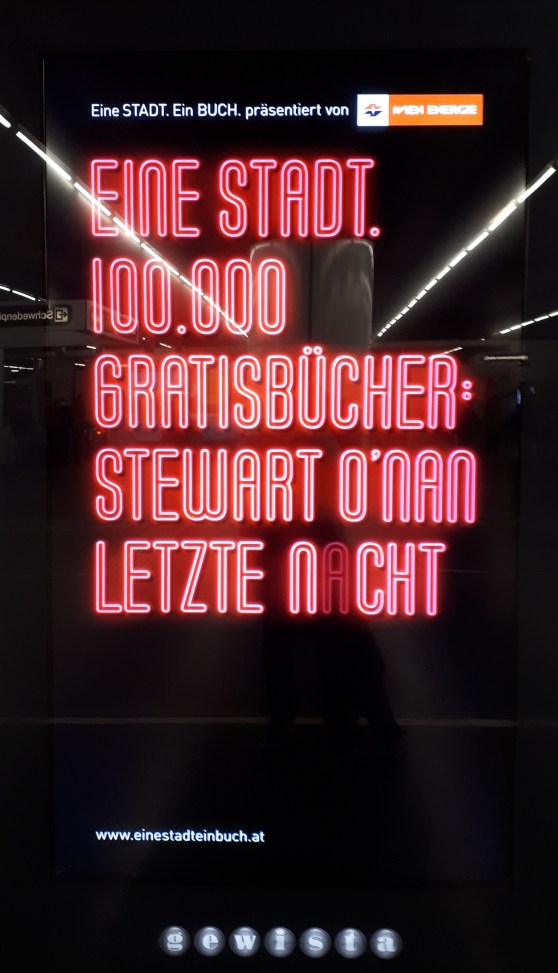 Eine STADT. Ein BUCH. präsentiert von WIEN ENERGIE
EINE STADT.
100.000
GRATISBÜCHER:
STEWART O'NAN
LETZTE NACHT
www.einestadteinbuch.at
gewista